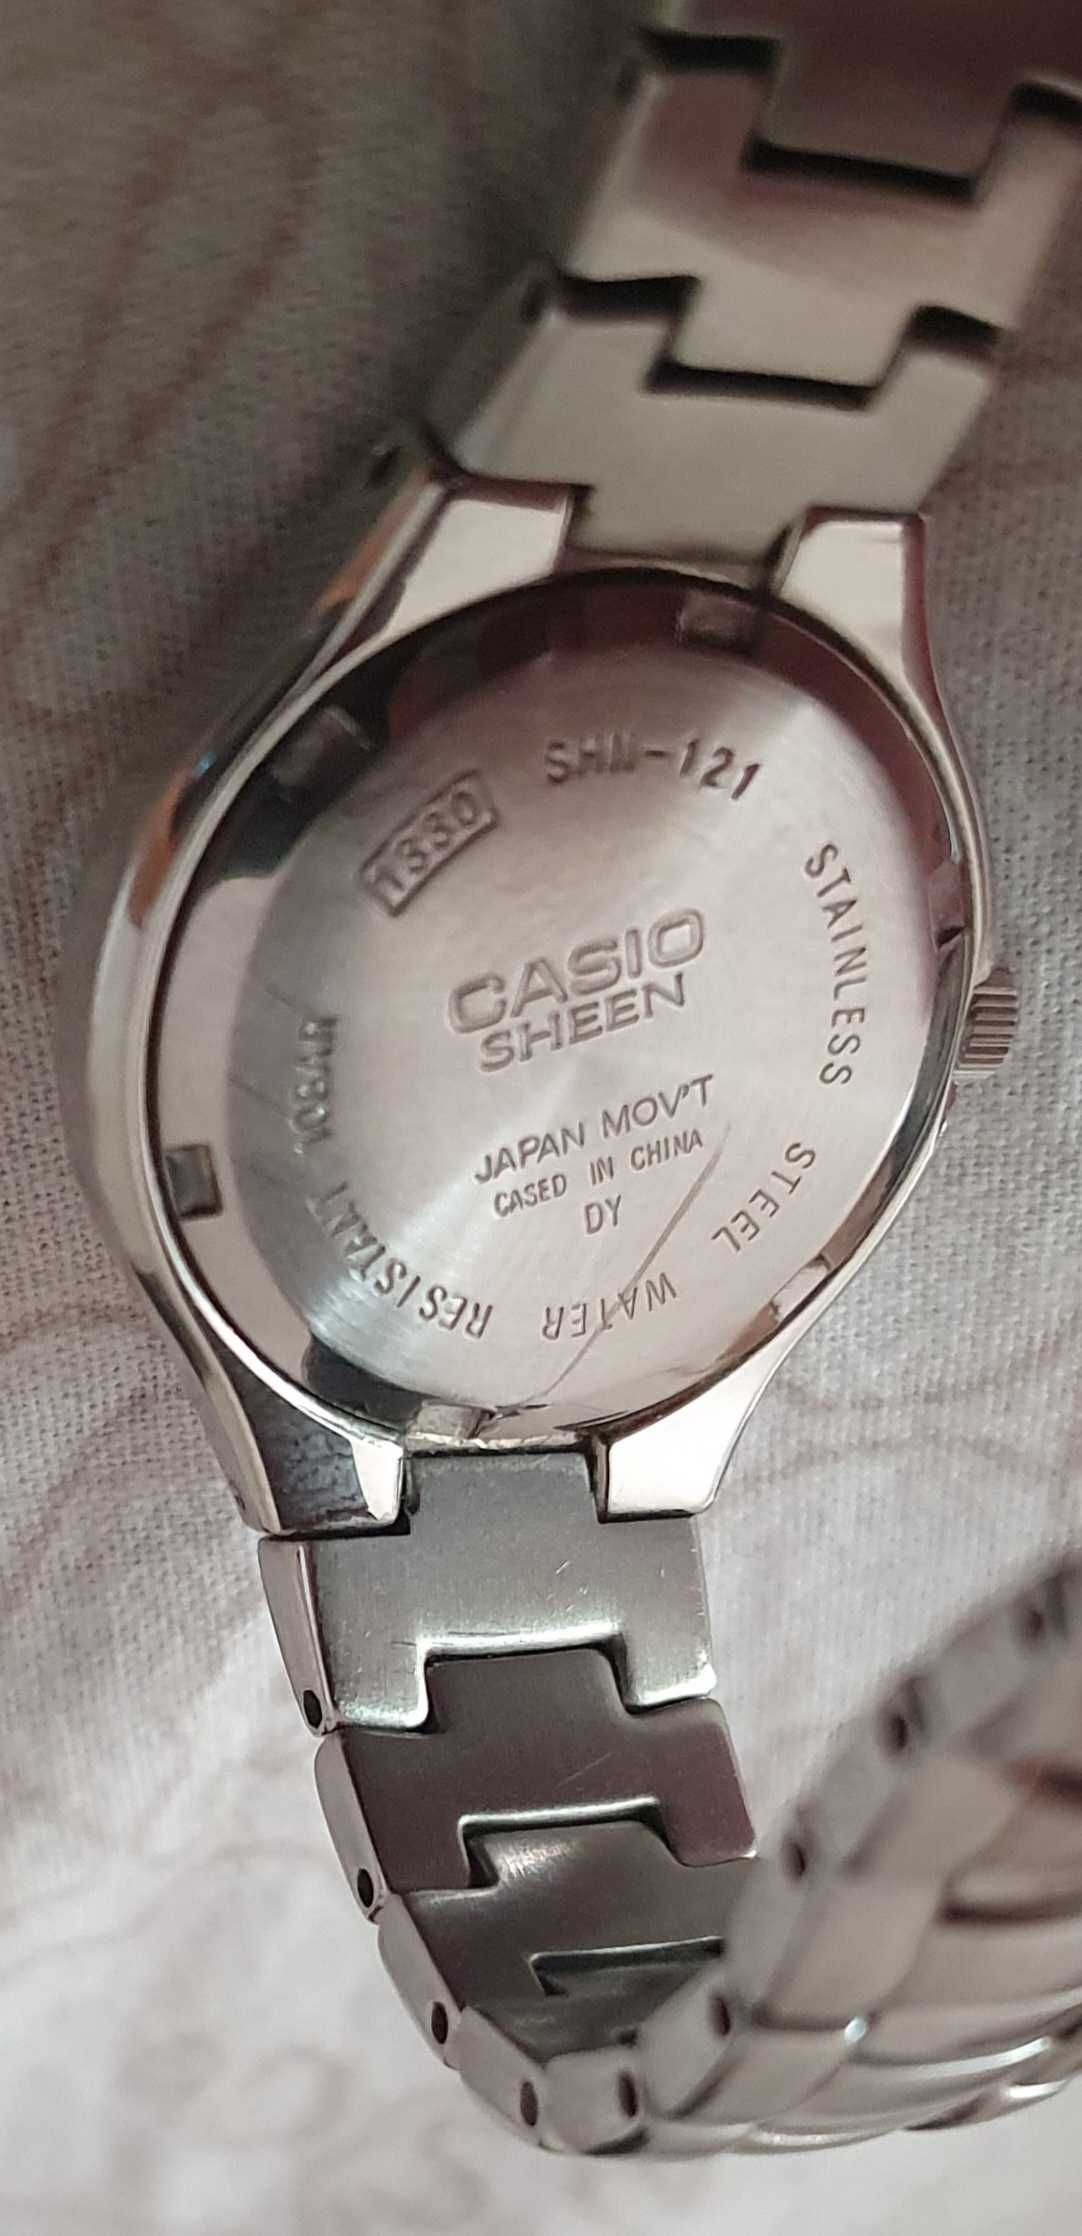 1330
SHN-121
CASIO
SHEEN
JAPAN MOV'T
CASED IN CHINA
DY
STAINLESS STEEL WATER RESISTANT 10BAR